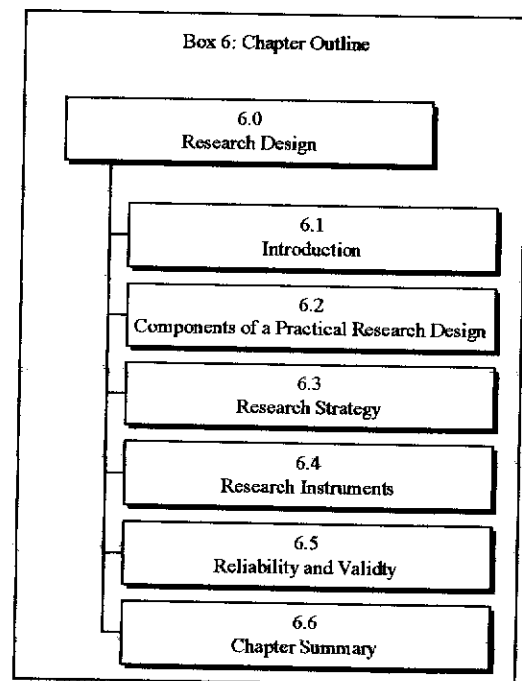 Box 6: Chapter Outline
6.0
Research Design
6.1
Introduction
6.2
Components of a Practical Research Design
6.3
Research Strategy
6.4
Research Instruments
6.5
Reliability and Validty
6.6
Chapter Summary